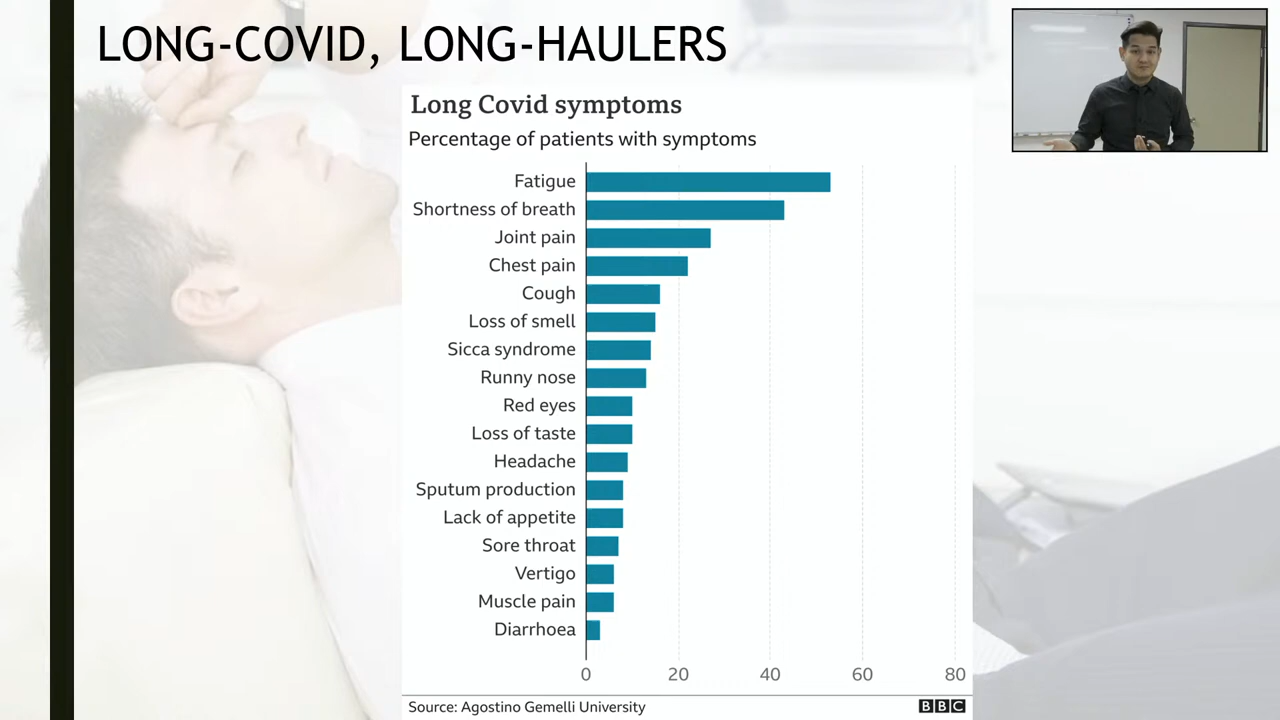 LONG-COVID, LONG-HAULERS
Long Covid symptoms
Percentage of patients with symptoms
Fatigue
Shortness of breath
Joint pain
Chest pain
Cough
Loss of smell
Sicca syndrome
Runny nose
Red eyes
Loss of taste
Headache
Sputum production
Lack of appetite
Sore throat
Vertigo
Muscle pain
Diarrhoea
0 20 40 60 80
Source: Agostino Gemelli University
BBC